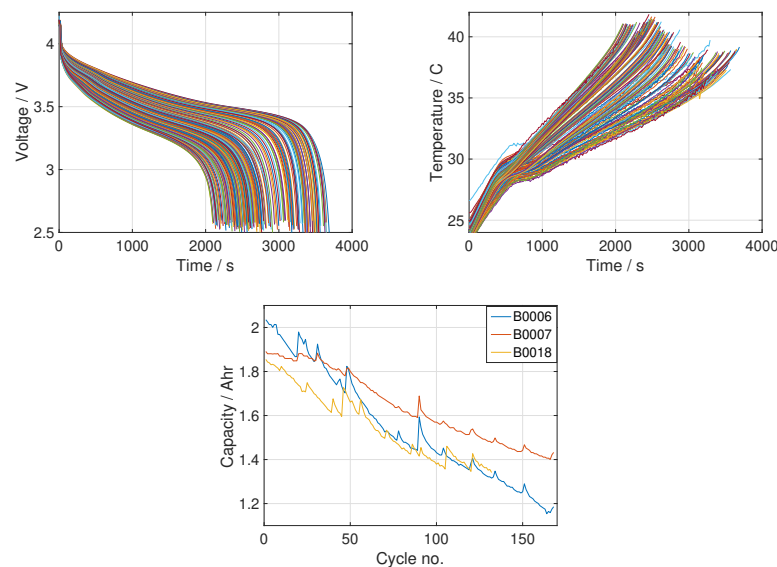 Voltage / V
4
3.5
3
2.5
0 1000 2000 3000 4000
Time / s
Temperature / C
40
35
30
25
0 1000 2000 3000 4000
Time / s
Capacity / Ahr
2
1.8
1.6
1.4
1.2
0 50 100 150
Cycle no.
B0006
B0007
B0018